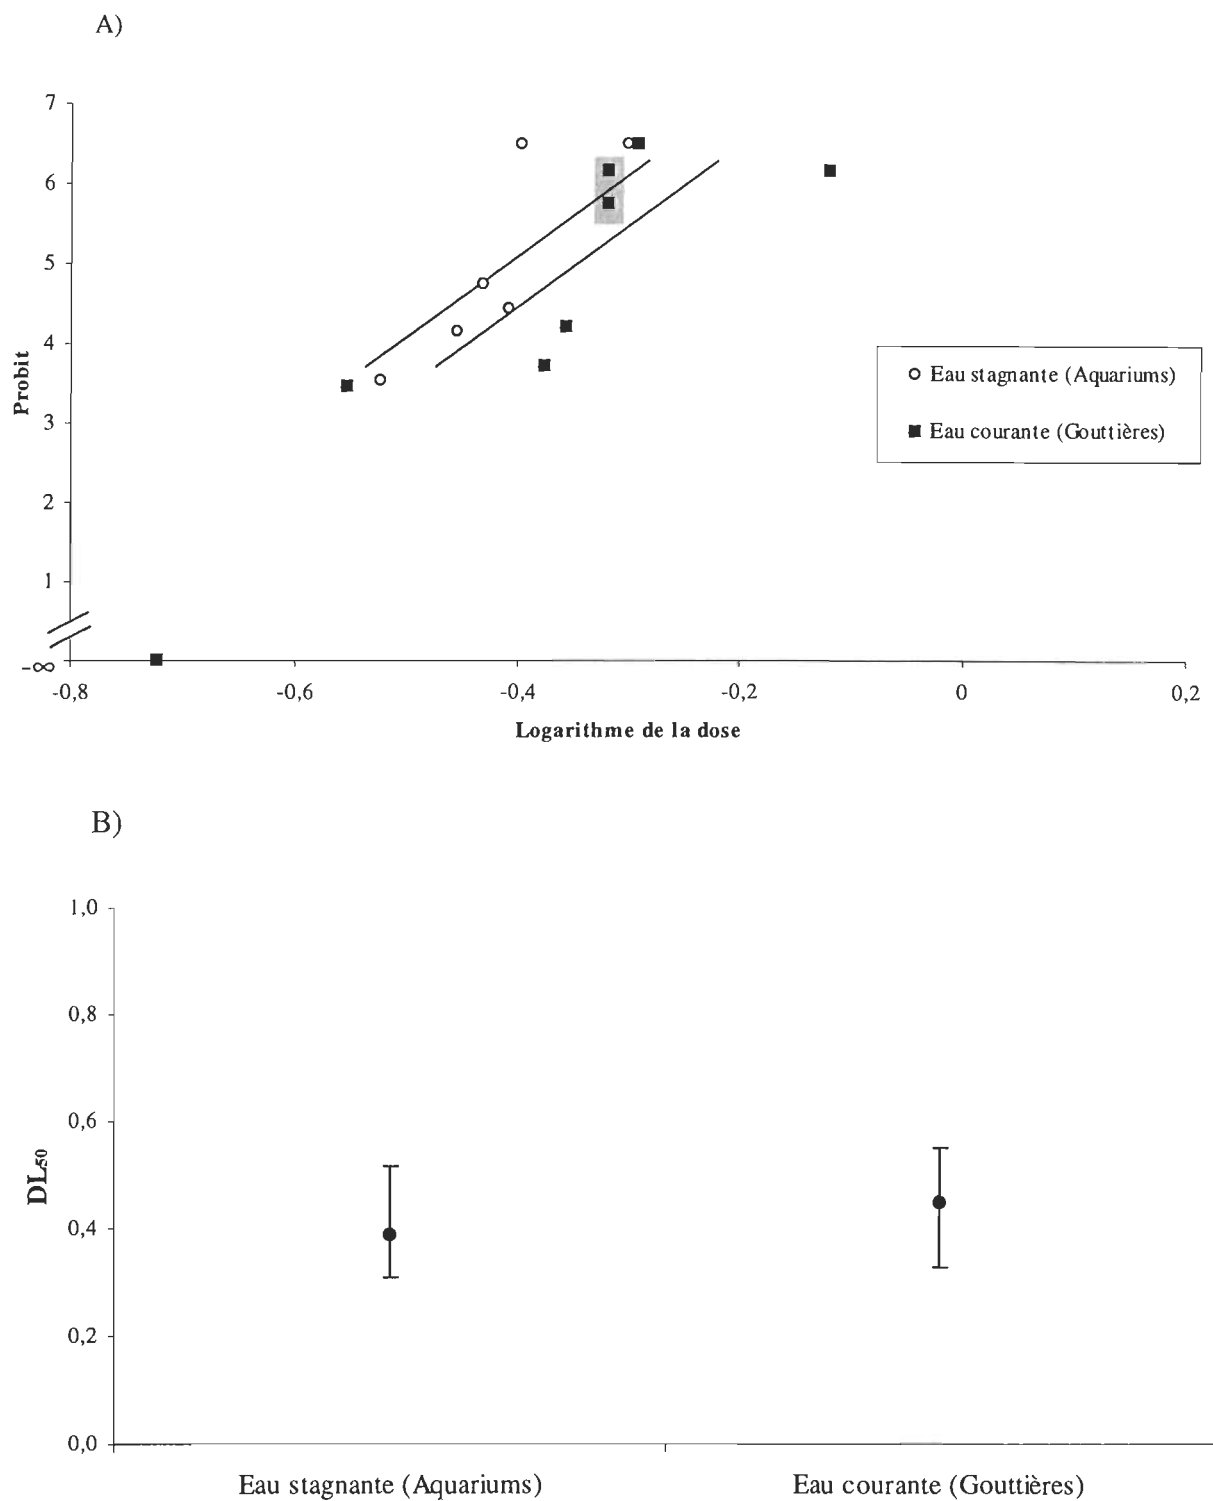 A)
7
6
5
4
3
2
1
-∞
Probit
-0,8 -0,6 -0,4 -0,2 0 0,2
Logarithme de la dose
Eau stagnante (Aquariums)
Eau courante (Gouttières)
B)
1,0
0,8
0,6
0,4
0,2
0,0
DL50
Eau stagnante (Aquariums) Eau courante (Gouttières)